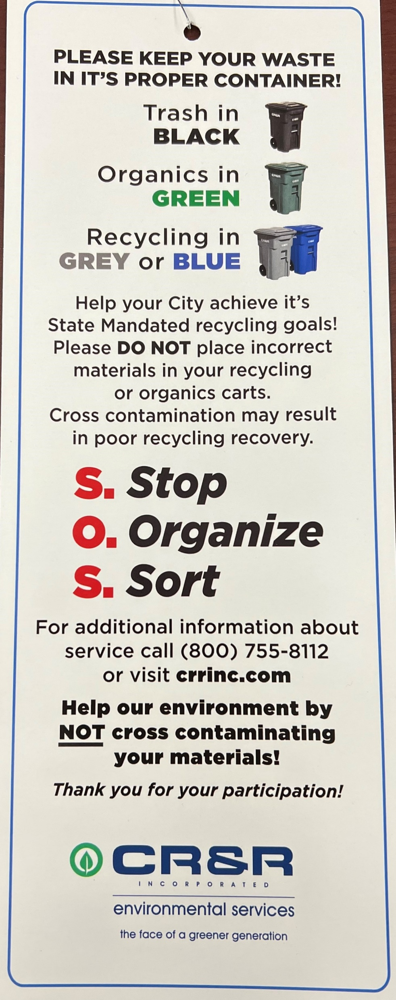 PLEASE KEEP YOUR WASTE
IN IT'S PROPER CONTAINER!
Trash in
BLACK
Organics in
GREEN
Recycling in
GREY or BLUE
Help your City achieve it's
State Mandated recycling goals!
Please DO NOT place incorrect
materials in your recycling
or organics carts.
Cross contamination may result
in poor recycling recovery.
S. Stop
O. Organize
S. Sort
For additional information about
service call (800) 755-8112
or visit crrinc.com
Help our environment by
NOT cross contaminating
your materials!
Thank you for your participation!
CR&R
INCORPORATED
environmental services
the face of a greener generation